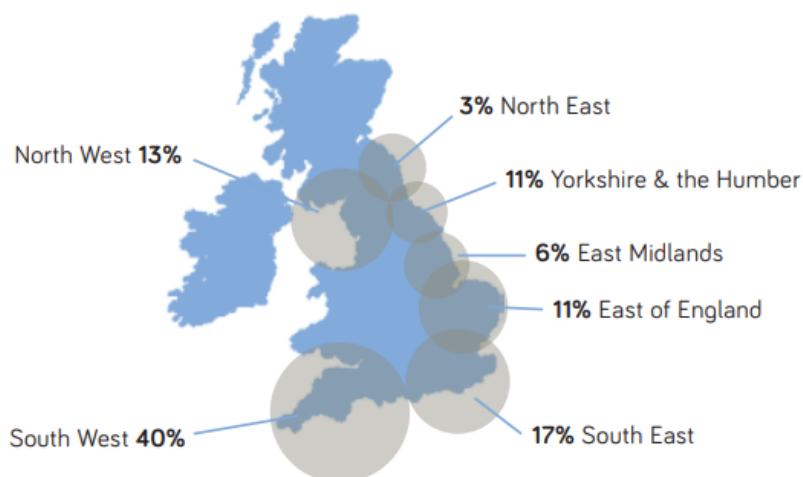 3% North East
North West 13%
11% Yorkshire & the Humber
6% East Midlands
11% East of England
South West 40%
17% South East